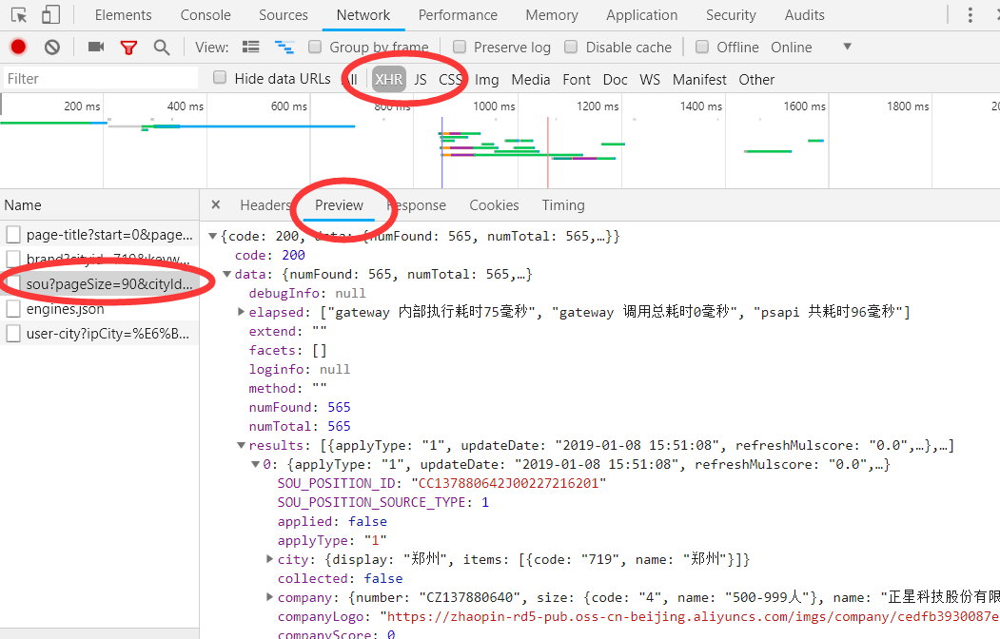 Elements Console Sources Network Performance Memory Application Security Audits
View: Group by frame Preserve log Disable cache Offline Online
Filter Hide data URLs All XHR JS CSS Img Media Font Doc WS Manifest Other
200 ms 400 ms 600 ms 800 ms 1000 ms 1200 ms 1400 ms 1600 ms 1800 ms
Name
page-title?start=0&page...
brand?cityid=719&keyw...
sou?pageSize=90&cityId...
engines.json
user-city?ipCity=%E6%B...
× Headers Preview Response Cookies Timing
{code: 200, data: {numFound: 565, numTotal: 565,…}}
code: 200
data: {numFound: 565, numTotal: 565,…}
debugInfo: null
elapsed: ["gateway 内部执行耗时75毫秒", "gateway 调用总耗时0毫秒", "psapi 共耗时96毫秒"]
extend: ""
facets: []
loginfo: null
method: ""
numFound: 565
numTotal: 565
results: [{applyType: "1", updateDate: "2019-01-08 15:51:08", refreshMulscore: "0.0",…},…]
0: {applyType: "1", updateDate: "2019-01-08 15:51:08", refreshMulscore: "0.0",…}
SOU_POSITION_ID: "CC137880642J00227216201"
SOU_POSITION_SOURCE_TYPE: 1
applied: false
applyType: "1"
city: {display: "郑州", items: [{code: "719", name: "郑州"}]}
collected: false
company: {number: "CZ137880640", size: {code: "4", name: "500-999人"}, name: "正星科技股份有限
companyLogo: "https://zhaopin-rd5-pub.oss-cn-beijing.aliyuncs.com/imgs/company/cedfb3930087e
companyScore: 0